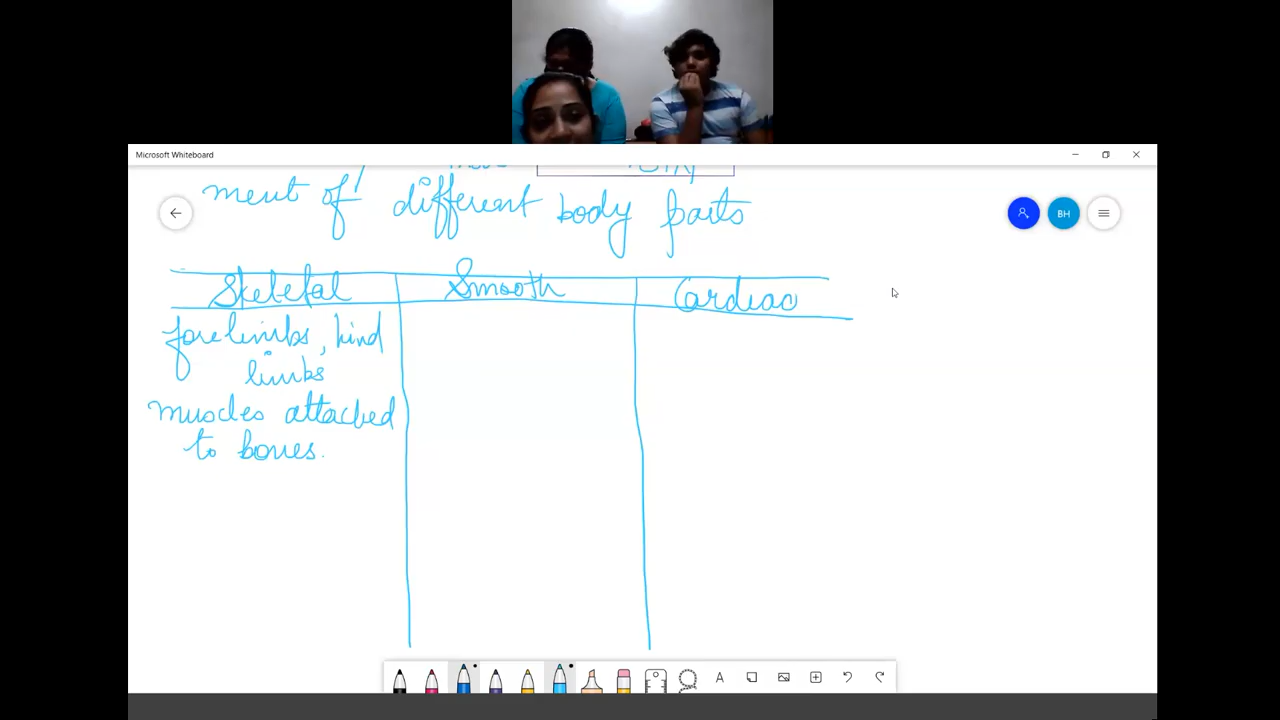 Microsoft Whiteboard
ment of different body parts
BH
Skeletal Smooth Cardiac
forelimbs, hind
limbs
muscles attached
to bones.
A